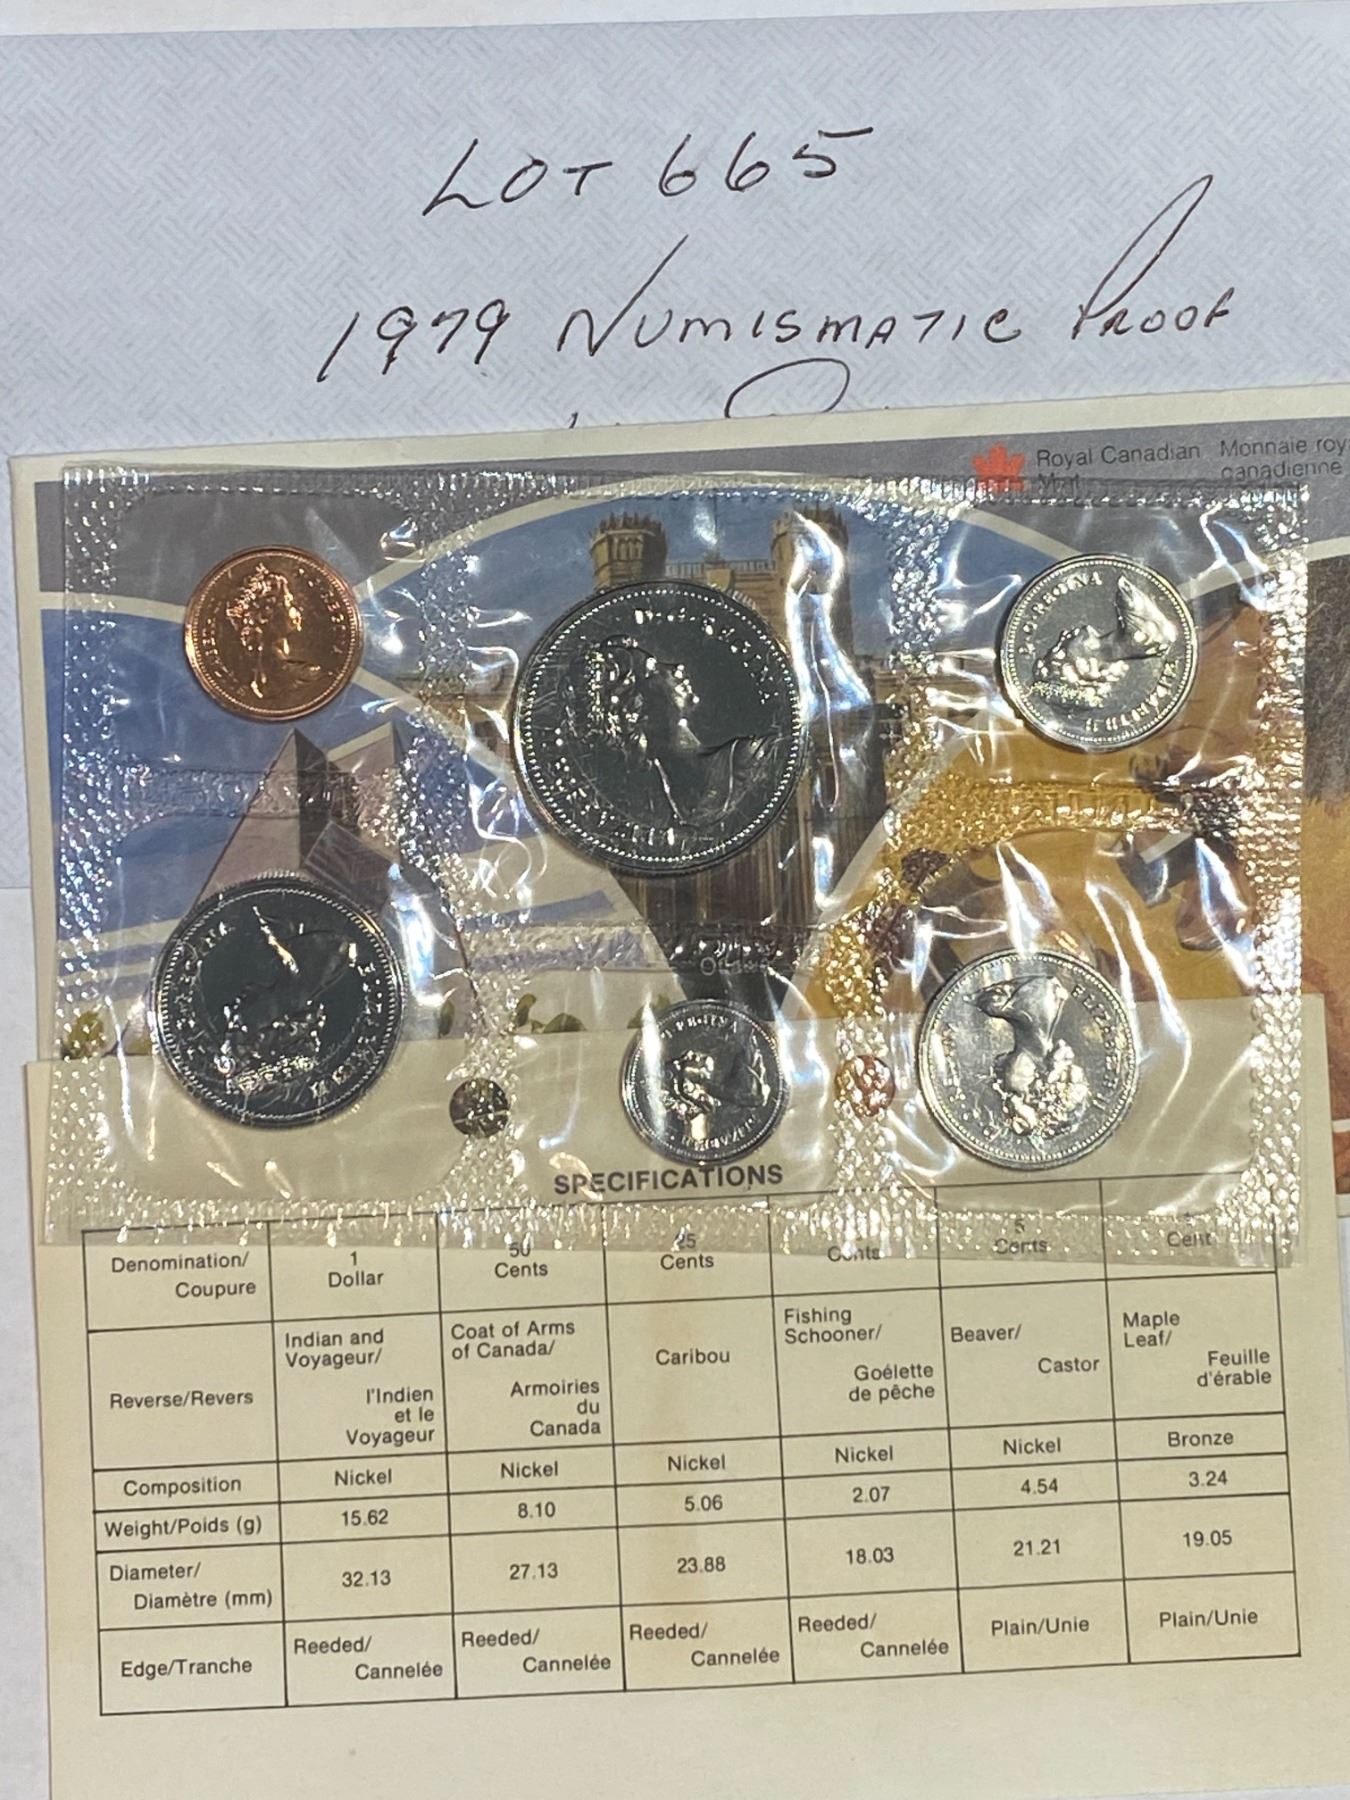 LOT 665
1979 NUMISMATIC PROOF
Royal Canadian Mint
Monnaie roy
canadienne
SPECIFICATIONS
Denomination/ Coupure 1 Dollar 50 Cents 25 Cents Cents 5 Cents Cent
Reverse/Revers Indian and Voyageur/ l'Indien et le Voyageur Coat of Arms of Canada/ Armoiries du Canada Caribou Fishing Schooner/ Goélette de pêche Beaver/ Castor Maple Leaf/ Feuille d'érable
Composition Nickel Nickel Nickel Nickel Nickel Bronze
Weight/Poids (g) 15.62 8.10 5.06 2.07 4.54 3.24
Diameter/ Diamètre (mm) 32.13 27.13 23.88 18.03 21.21 19.05
Edge/Tranche Reeded/ Cannelée Reeded/ Cannelée Reeded/ Cannelée Reeded/ Cannelée Plain/Unie Plain/Unie